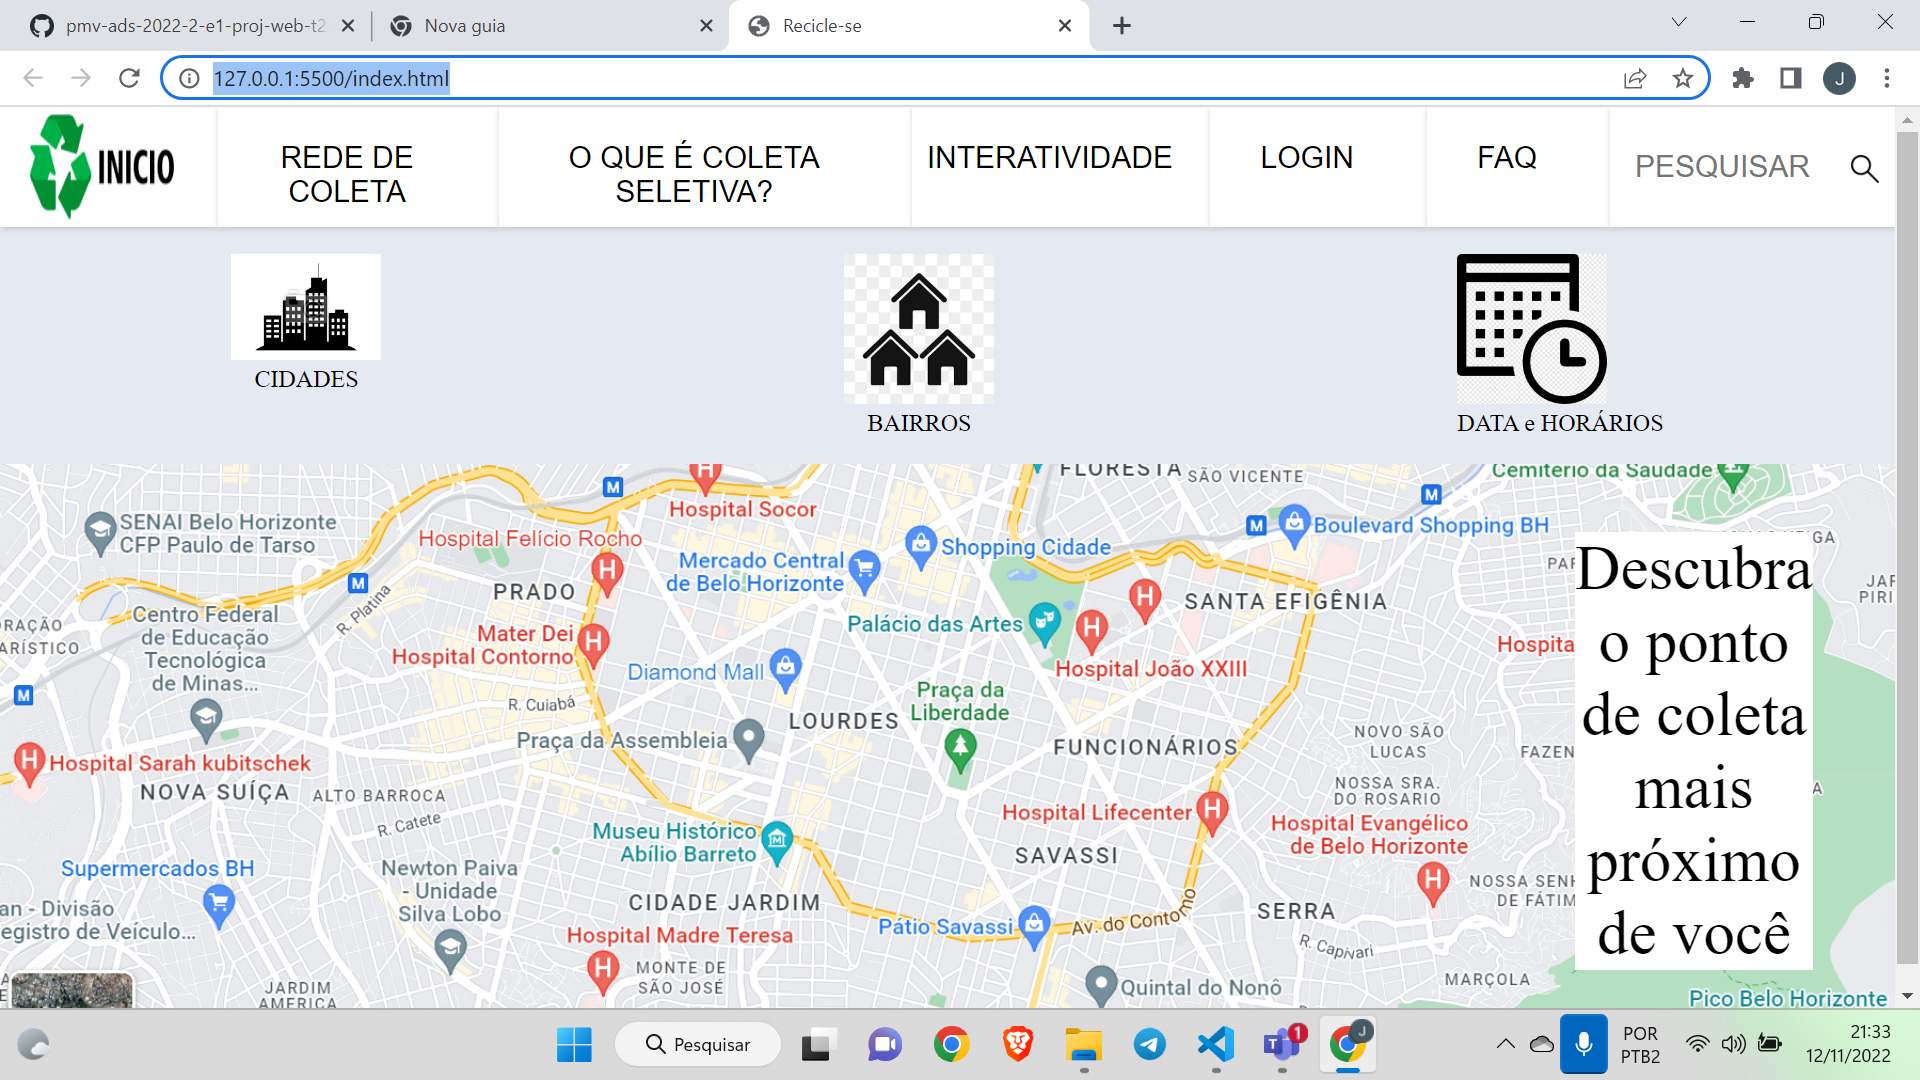 pmv-ads-2022-2-e1-proj-web-t2
Nova guia
Recicle-se
127.0.0.1:5500/index.html
J
INICIO
REDE DE
COLETA
O QUE É COLETA
SELETIVA?
INTERATIVIDADE
LOGIN
FAQ
PESQUISAR
CIDADES
BAIRROS
DATA e HORÁRIOS
FLORESTA
SÃO VICENTE
Cemitério da Saudade
SENAI Belo Horizonte
CFP Paulo de Tarso
Hospital Socor
Hospital Felício Rocho
Mercado Central
de Belo Horizonte
Shopping Cidade
Boulevard Shopping BH
PRADO
R. Platina
Centro Federal
de Educação
Tecnológica
de Minas...
Palácio das Artes
SANTA EFIGÊNIA
Mater Dei
Hospital Contorno
Diamond Mall
Hospital João XXIII
Hospita
Praça da
Liberdade
R. Cuiabá
LOURDES
Praça da Assembleia
FUNCIONÁRIOS
NOVO SÃO
LUCAS
FAZEN
Hospital Sarah kubitschek
NOVA SUÍÇA
ALTO BARROCA
NOSSA SRA.
DO ROSARIO
R. Catete
Hospital Lifecenter
Museu Histórico
Abílio Barreto
Hospital Evangélico
de Belo Horizonte
SAVASSI
Supermercados BH
Newton Paiva
- Unidade
Silva Lobo
CIDADE JARDIM
NOSSA SENH
DE FÁTIM
an - Divisão
egistro de Veículo...
Pátio Savassi
Av. do Contorno
SERRA
R. Capivari
Hospital Madre Teresa
MONTE DE
SÃO JOSÉ
MARÇOLA
JARDIM
AMERICA
Quintal do Nonô
Pico Belo Horizonte
Descubra
o ponto
de coleta
mais
próximo
de você
Pesquisar
1
J
POR
PTB2
21:33
12/11/2022